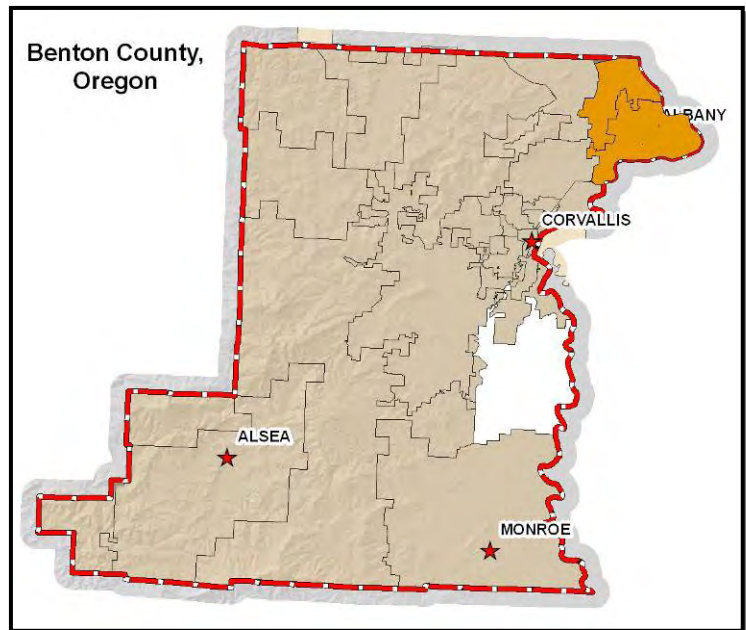 Benton County,
Oregon
ALBANY
CORVALLIS
ALSEA
MONROE